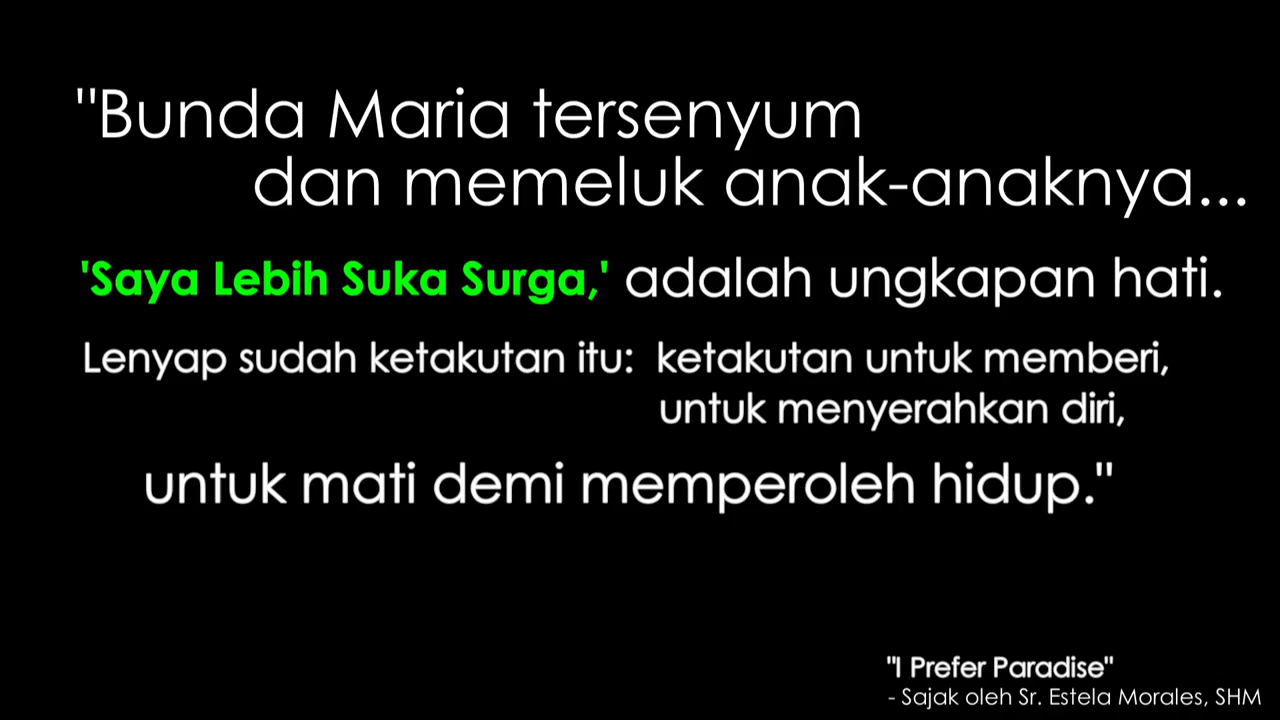 "Bunda Maria tersenyum
dan memeluk anak-anaknya...
'Saya Lebih Suka Surga,' adalah ungkapan hati.
Lenyap sudah ketakutan itu: ketakutan untuk memberi,
untuk menyerahkan diri,
untuk mati demi memperoleh hidup."
"I Prefer Paradise"
- Sajak oleh Sr. Estela Morales, SHM